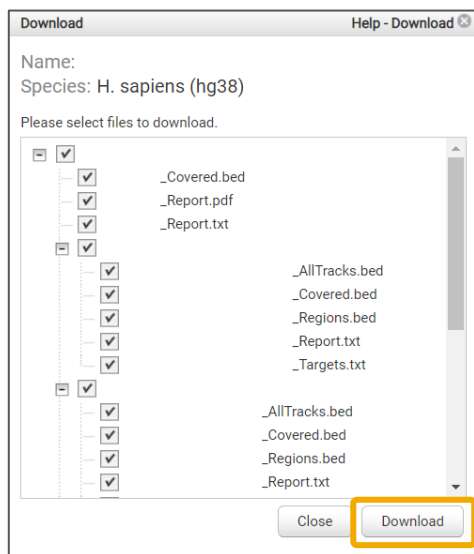 Download Help - Download
Name:
Species: H. sapiens (hg38)
Please select files to download.
_Covered.bed
_Report.pdf
_Report.txt
_AllTracks.bed
_Covered.bed
_Regions.bed
_Report.txt
_Targets.txt
_AllTracks.bed
_Covered.bed
_Regions.bed
_Report.txt
Close Download